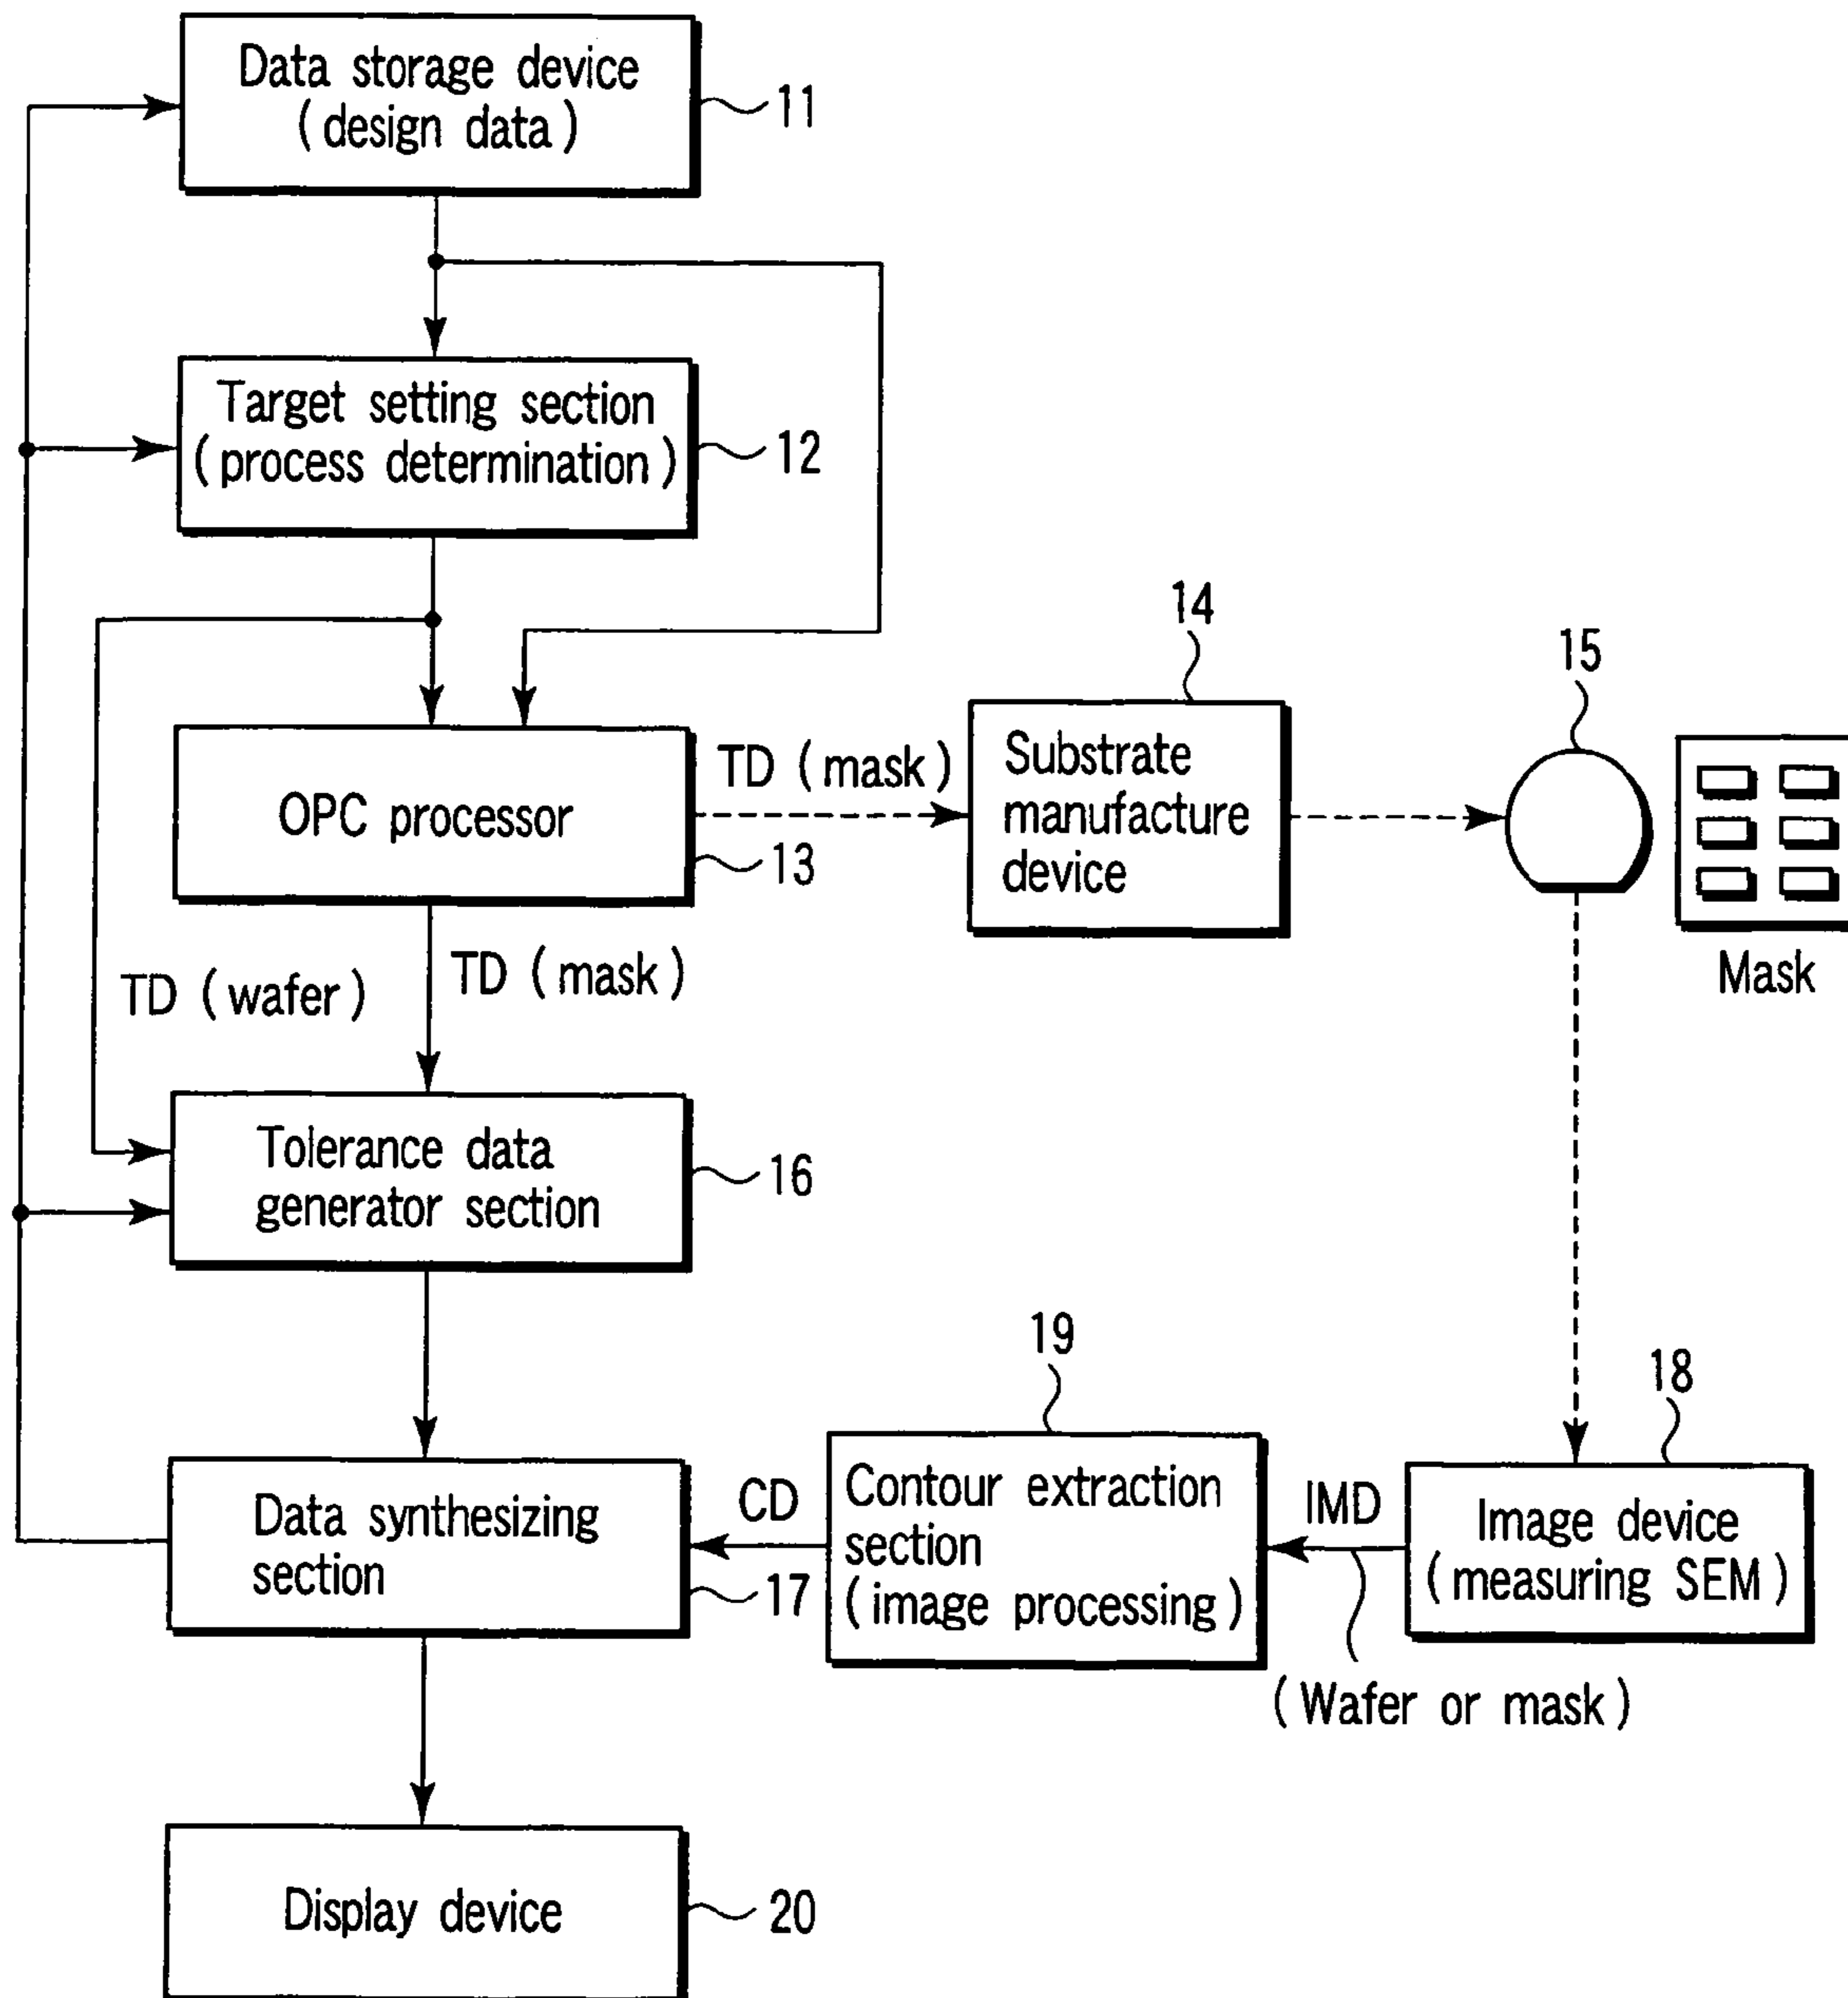 Data storage device
(design data)
11
Target setting section
(process determination)
12
14
15
OPC processor
13
TD (mask)
Substrate
manufacture
device
Mask
TD (wafer)
TD (mask)
Tolerance data
generator section
16
19
18
Data synthesizing
section
17
CD
Contour extraction
section
(image processing)
IMD
Image device
(measuring SEM)
(Wafer or mask)
Display device
20